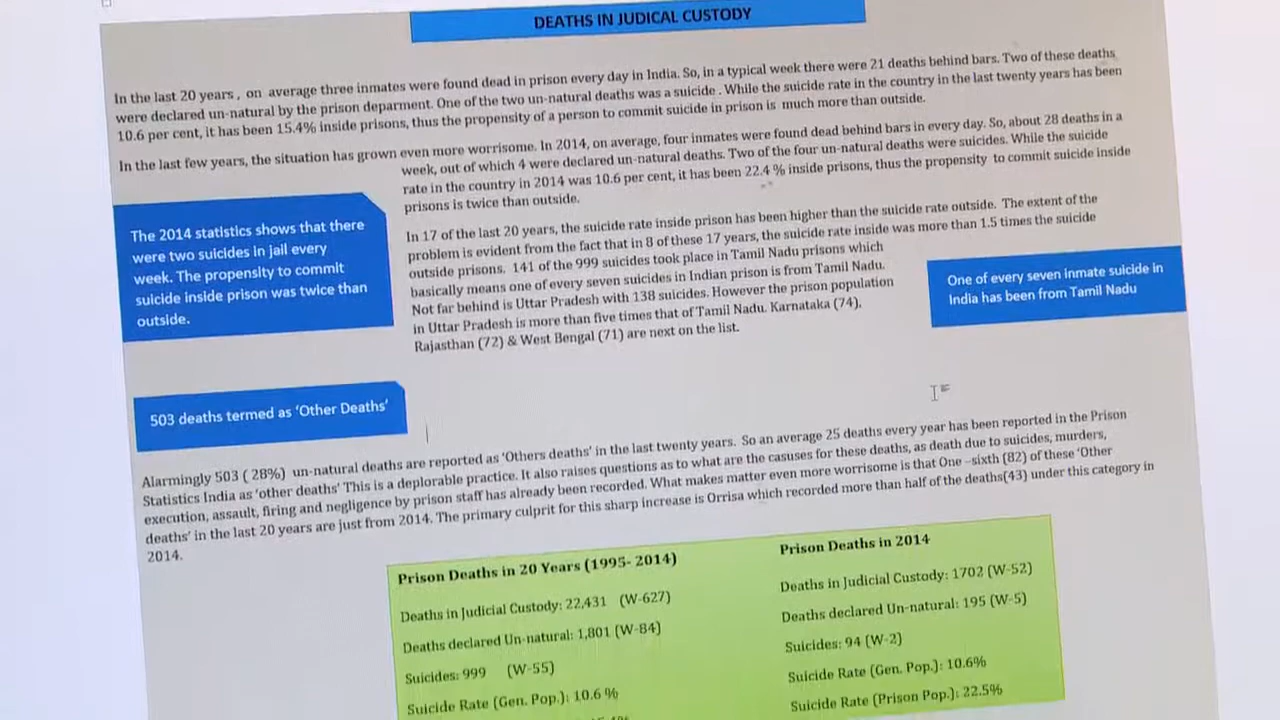 DEATHS IN JUDICAL CUSTODY
In the last 20 years , on average three inmates were found dead in prison every day in India. So, in a typical week there were 21 deaths behind bars. Two of these deaths
were declared un-natural by the prison deparment. One of the two un-natural deaths was a suicide . While the suicide rate in the country in the last twenty years has been
10.6 per cent, it has been 15.4% inside prisons, thus the propensity of a person to commit suicide in prison is much more than outside.
In the last few years, the situation has grown even more worrisome. In 2014, on average, four inmates were found dead behind bars in every day. So, about 28 deaths in a
week, out of which 4 were declared un-natural deaths. Two of the four un-natural deaths were suicides. While the suicide
rate in the country in 2014 was 10.6 per cent, it has been 22.4 % inside prisons, thus the propensity to commit suicide inside
prisons is twice than outside.
The 2014 statistics shows that there
were two suicides in jail every
week. The propensity to commit
suicide inside prison was twice than
outside.
In 17 of the last 20 years, the suicide rate inside prison has been higher than the suicide rate outside. The extent of the
problem is evident from the fact that in 8 of these 17 years, the suicide rate inside was more than 1.5 times the suicide
outside prisons. 141 of the 999 suicides took place in Tamil Nadu prisons which
basically means one of every seven suicides in Indian prison is from Tamil Nadu.
Not far behind is Uttar Pradesh with 138 suicides. However the prison population
in Uttar Pradesh is more than five times that of Tamil Nadu. Karnataka (74).
Rajasthan (72) & West Bengal (71) are next on the list.
One of every seven inmate suicide in
India has been from Tamil Nadu
503 deaths termed as 'Other Deaths'
Alarmingly 503 ( 28%) un-natural deaths are reported as 'Others deaths' in the last twenty years. So an average 25 deaths every year has been reported in the Prison
Statistics India as 'other deaths' This is a deplorable practice. It also raises questions as to what are the casuses for these deaths, as death due to suicides, murders,
execution, assault, firing and negligence by prison staff has already been recorded. What makes matter even more worrisome is that One –sixth (82) of these 'Other
deaths' in the last 20 years are just from 2014. The primary culprit for this sharp increase is Orrisa which recorded more than half of the deaths(43) under this category in
2014.
Prison Deaths in 20 Years (1995- 2014)
Deaths in Judicial Custody: 22,431 (W-627)
Deaths declared Un-natural: 1,801 (W-84)
Suicides: 999 (W-55)
Suicide Rate (Gen. Pop.): 10.6 %
Prison Deaths in 2014
Deaths in Judicial Custody: 1702 (W-52)
Deaths declared Un-natural: 195 (W-5)
Suicides: 94 (W-2)
Suicide Rate (Gen. Pop.): 10.6%
Suicide Rate (Prison Pop.): 22.5%